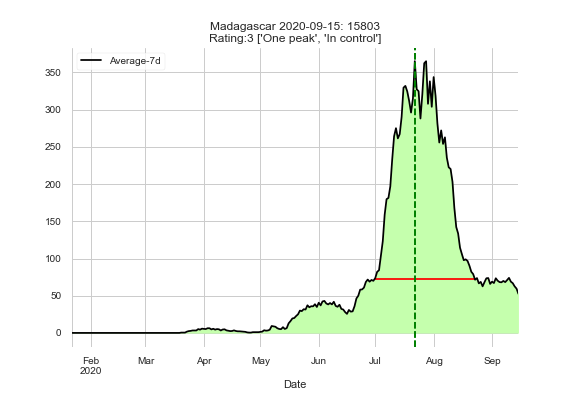 Madagascar 2020-09-15: 15803
Rating:3 ['One peak', 'In control']
Average-7d
350
300
250
200
150
100
50
0
Feb Mar Apr May Jun Jul Aug Sep
2020
Date